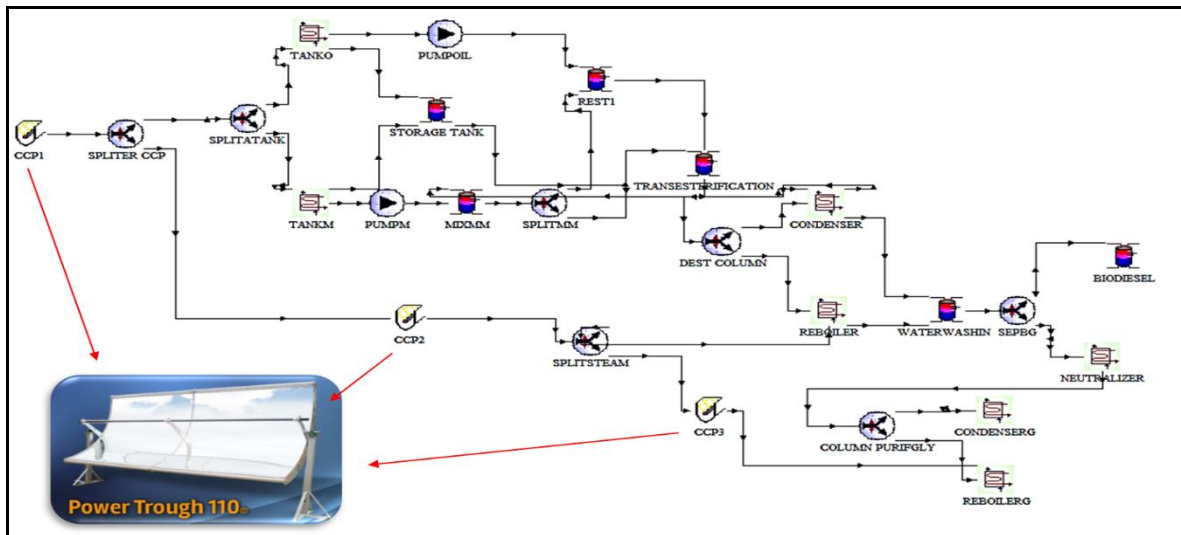 TANKO
PUMPOIL
REST1
CCP1
SPLITER CCP
SPLITATANK
STORAGE TANK
TRANSESTERIFICATION
TANKM
PUMPM
MIXMM
SPLITMM
CONDENSER
DEST COLUMN
BIODESEL
CCP2
SPLITSTEAM
REBOILER
WATERWASHIN
SEPBG
NEUTRALIZER
CCP3
COLUMN PURIFGLY
CONDENSERG
REBOILERG
Power Trough 110®